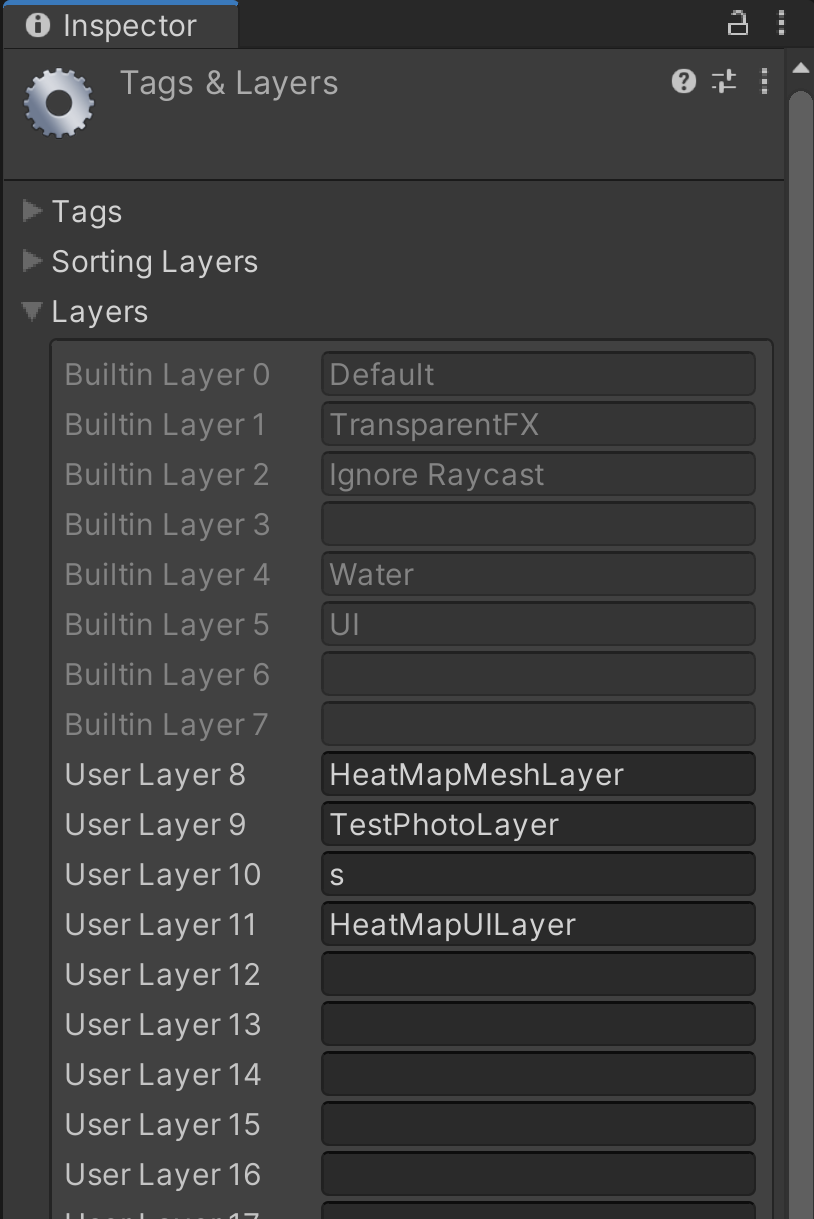 Inspector
Tags & Layers
Tags
Sorting Layers
Layers
Builtin Layer 0 Default
Builtin Layer 1 TransparentFX
Builtin Layer 2 Ignore Raycast
Builtin Layer 3
Builtin Layer 4 Water
Builtin Layer 5 UI
Builtin Layer 6
Builtin Layer 7
User Layer 8 HeatMapMeshLayer
User Layer 9 TestPhotoLayer
User Layer 10 s
User Layer 11 HeatMapUILayer
User Layer 12
User Layer 13
User Layer 14
User Layer 15
User Layer 16
User Layer 17